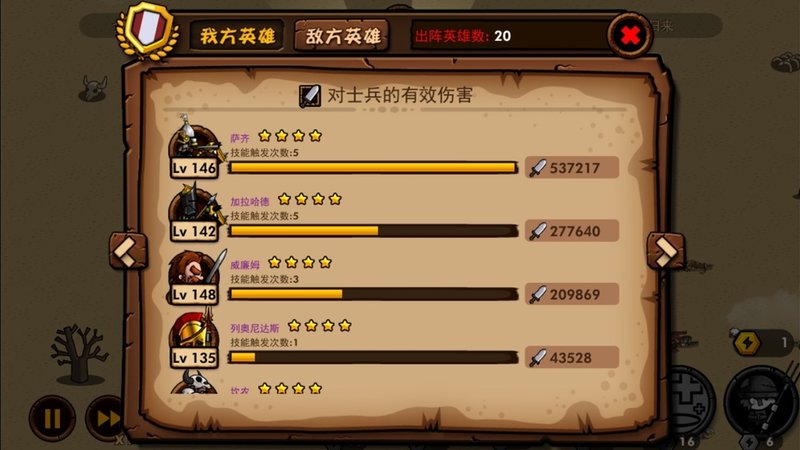 我方英雄
敌方英雄
出阵英雄数: 20
对士兵的有效伤害
萨齐
技能触发次数:5
Lv 146
537217
加拉哈德
技能触发次数:5
Lv 142
277640
威廉姆
技能触发次数:3
Lv 148
209869
列奥尼达斯
技能触发次数:1
Lv 135
43528
坎农
1
16
6